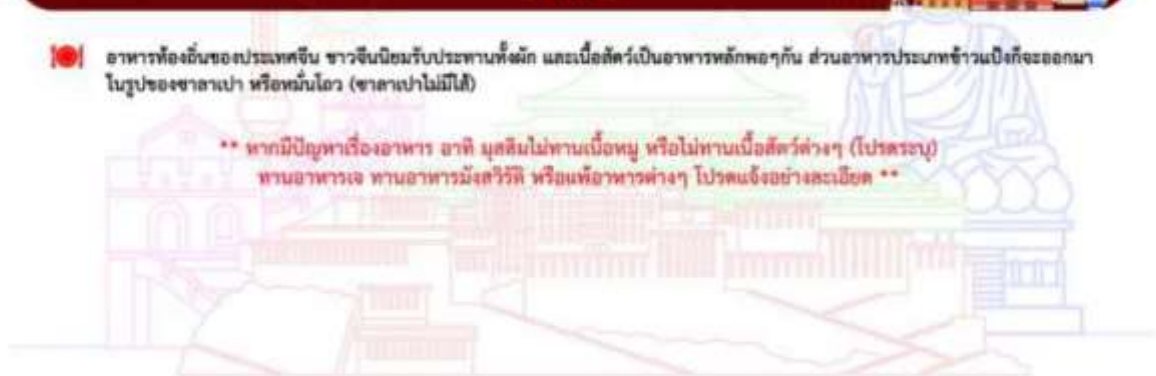 อาหารท้องถิ่นของประเทศจีน ชาวจีนนิยมรับประทานทั้งผัก และเนื้อสัตว์เป็นอาหารหลักพอๆกัน ส่วนอาหารประเภทข้าวแป้งก็จะออกมา
ในรูปของซาลาเปา หรือหมั่นโถว (ซาลาเปาไม่มีไส้)
** หากมีปัญหาเรื่องอาหาร อาทิ มุสลิมไม่ทานเนื้อหมู หรือไม่ทานเนื้อสัตว์ต่างๆ (โปรดระบุ)
ทานอาหารเจ ทานอาหารมังสวิรัติ หรือแพ้อาหารต่างๆ โปรดแจ้งอย่างละเอียด **